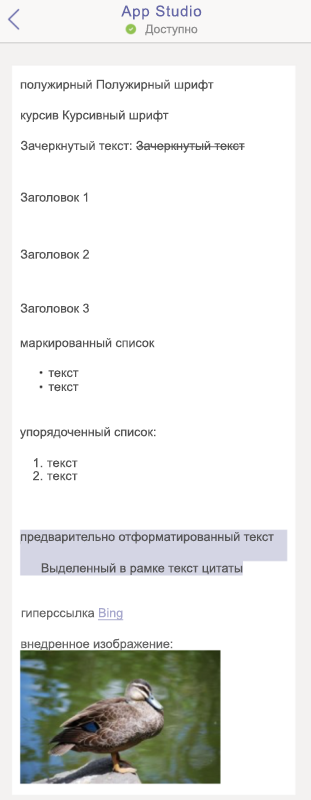 App Studio
Доступно
полужирный Полужирный шрифт
курсив Курсивный шрифт
Зачеркнутый текст: Зачеркнутый текст
Заголовок 1
Заголовок 2
Заголовок 3
маркированный список
• текст
• текст
упорядоченный список:
1. текст
2. текст
предварительно отформатированный текст
Выделенный в рамке текст цитаты
гиперссылка Bing
внедренное изображение: